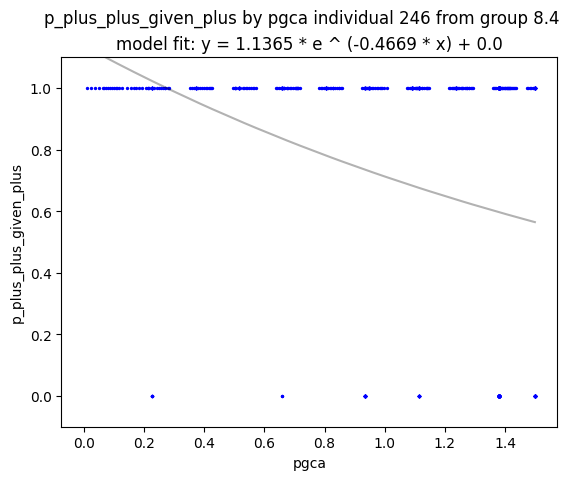 p_plus_plus_given_plus by pgca individual 246 from group 8.4
model fit: y = 1.1365 * e ^ (-0.4669 * x) + 0.0
1.0
0.8
0.6
0.4
0.2
0.0
p_plus_plus_given_plus
0.0 0.2 0.4 0.6 0.8 1.0 1.2 1.4
pgca